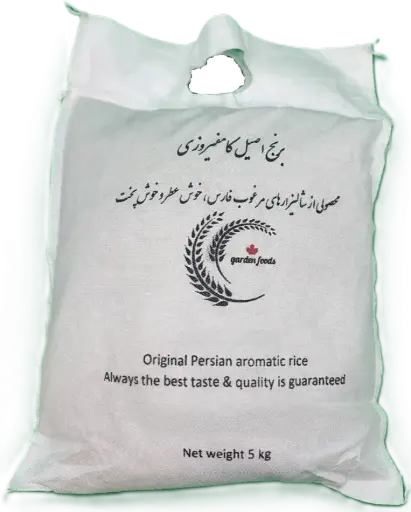 برنج اصیل کامفیروزی
محصولی از شالیزارهای مرغوب فارس، خوش عطر و خوش پخت
garden foods
Original Persian aromatic rice
Always the best taste & quality is guaranteed
Net weight 5 kg